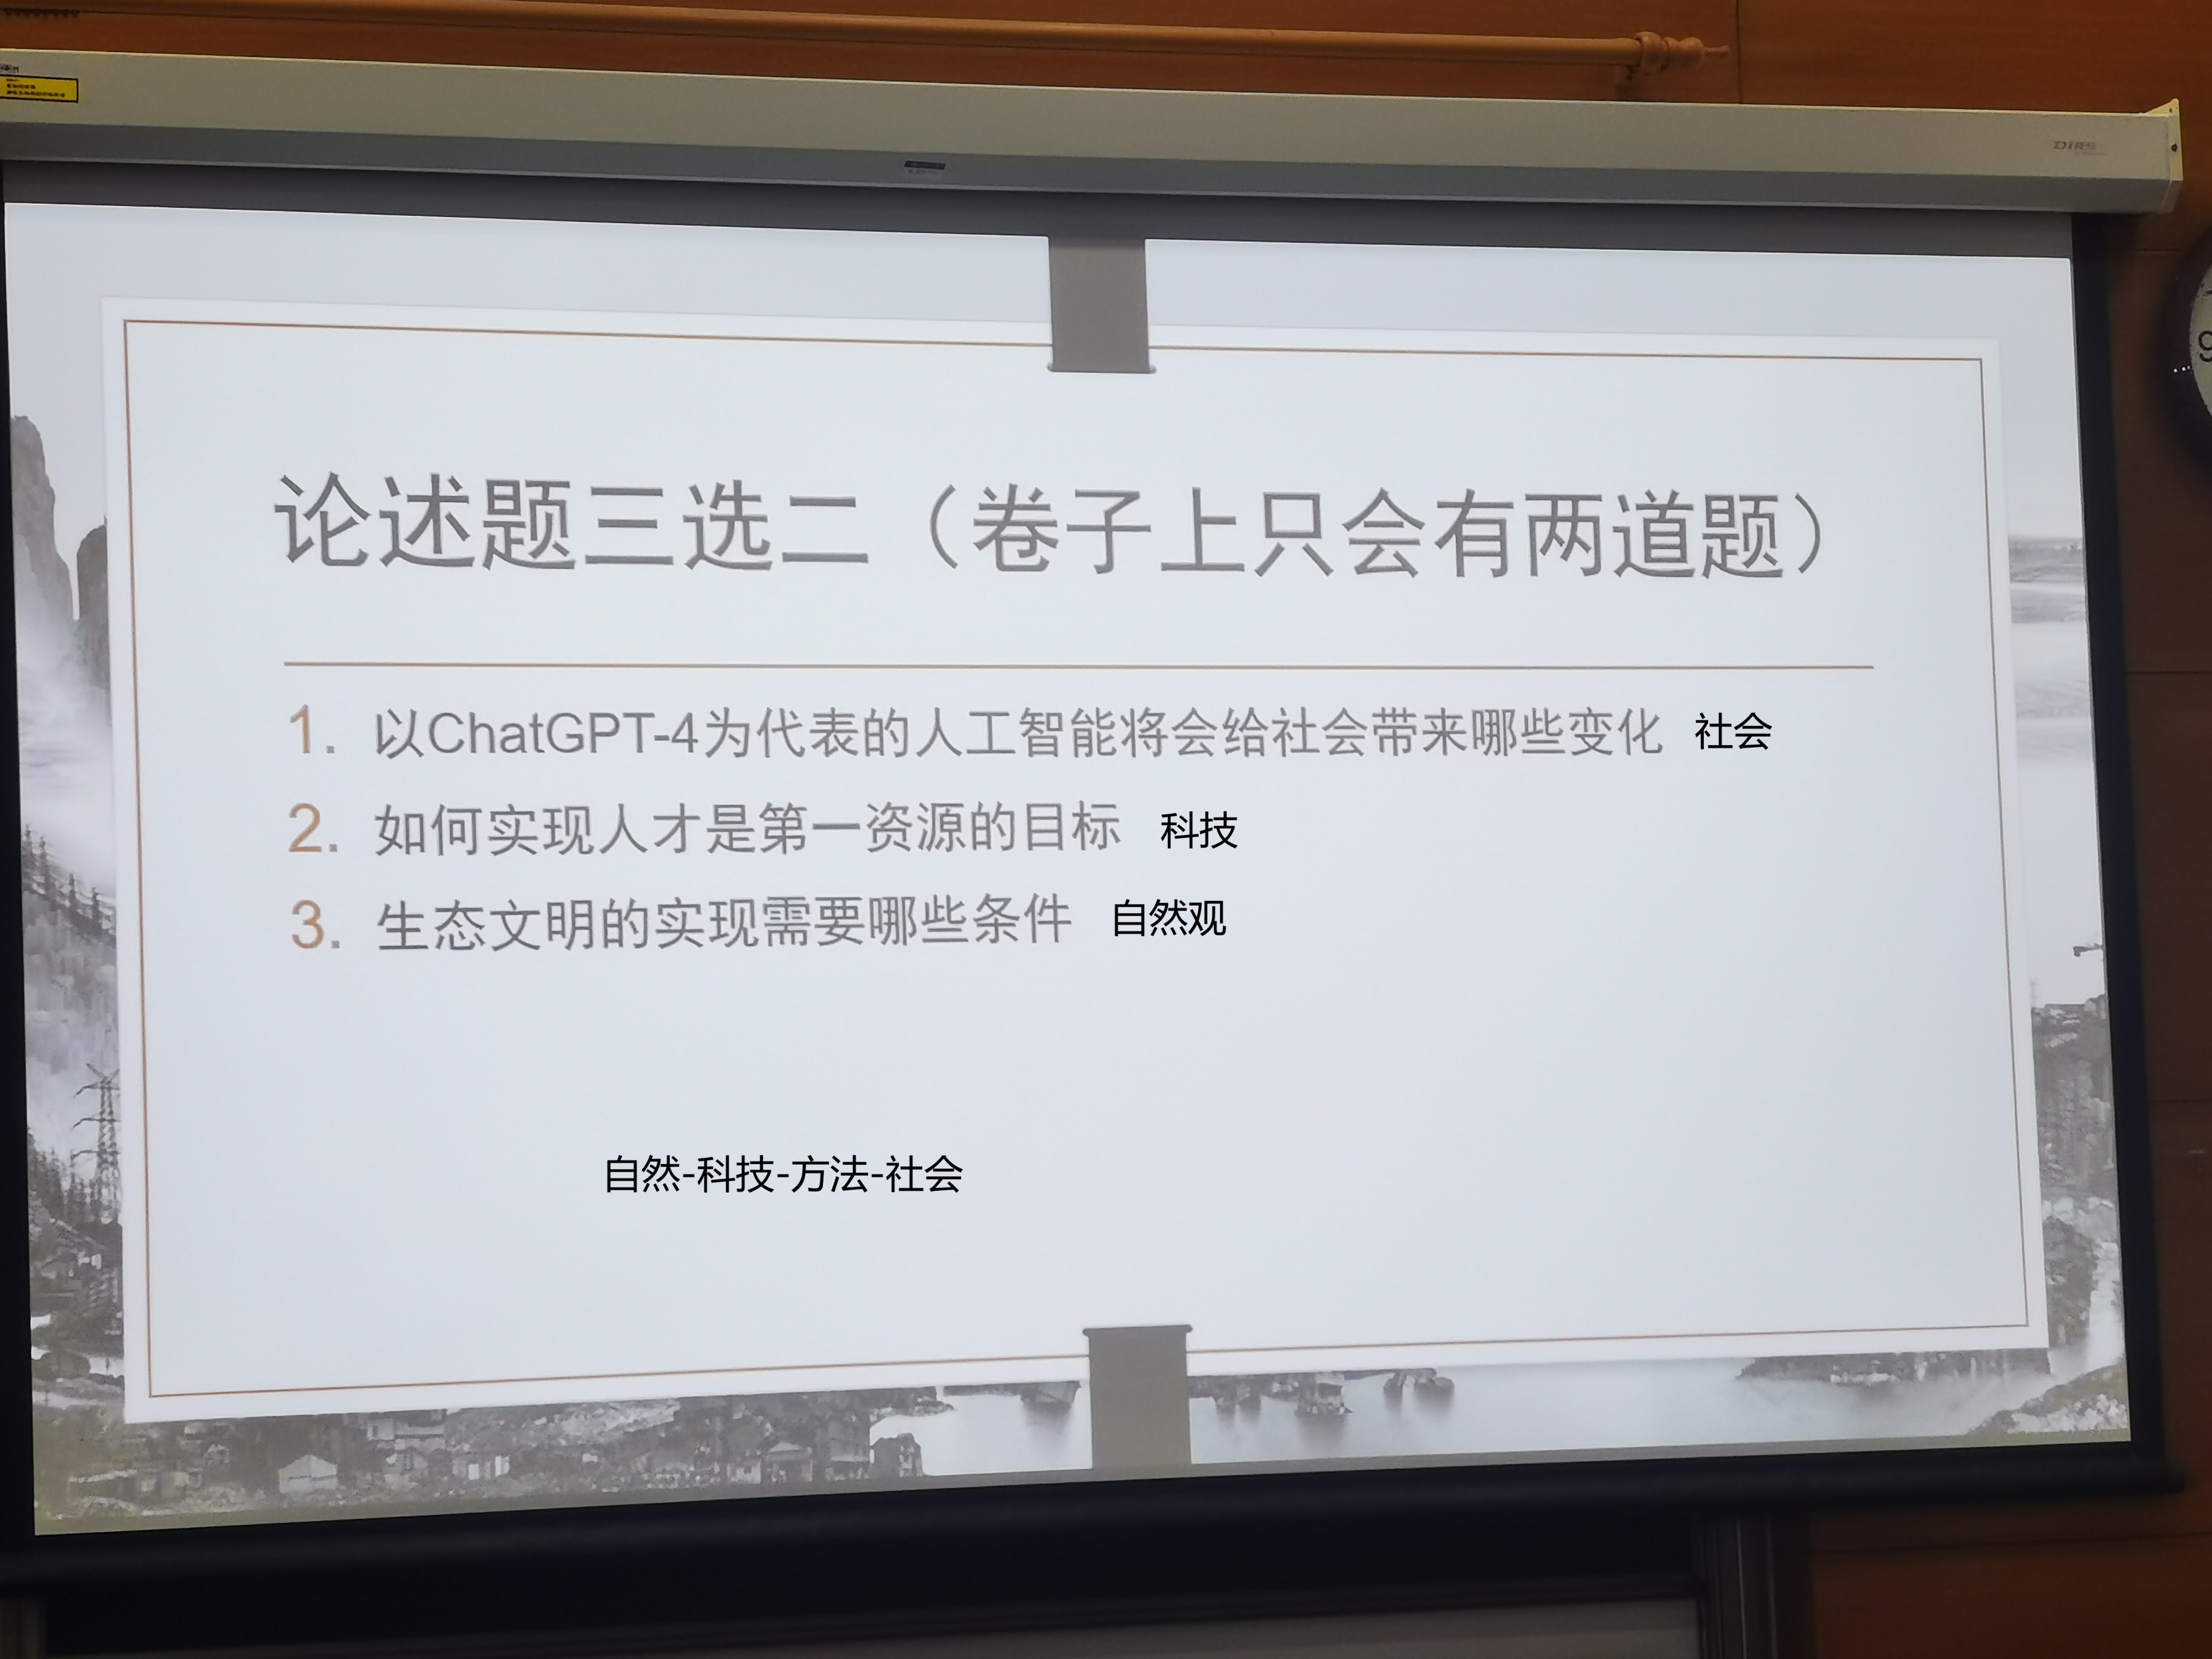 论述题三选二（卷子上只会有两道题）
1. 以ChatGPT-4为代表的人工智能将会给社会带来哪些变化 社会
2. 如何实现人才是第一资源的目标 科技
3. 生态文明的实现需要哪些条件 自然观
自然-科技-方法-社会
9